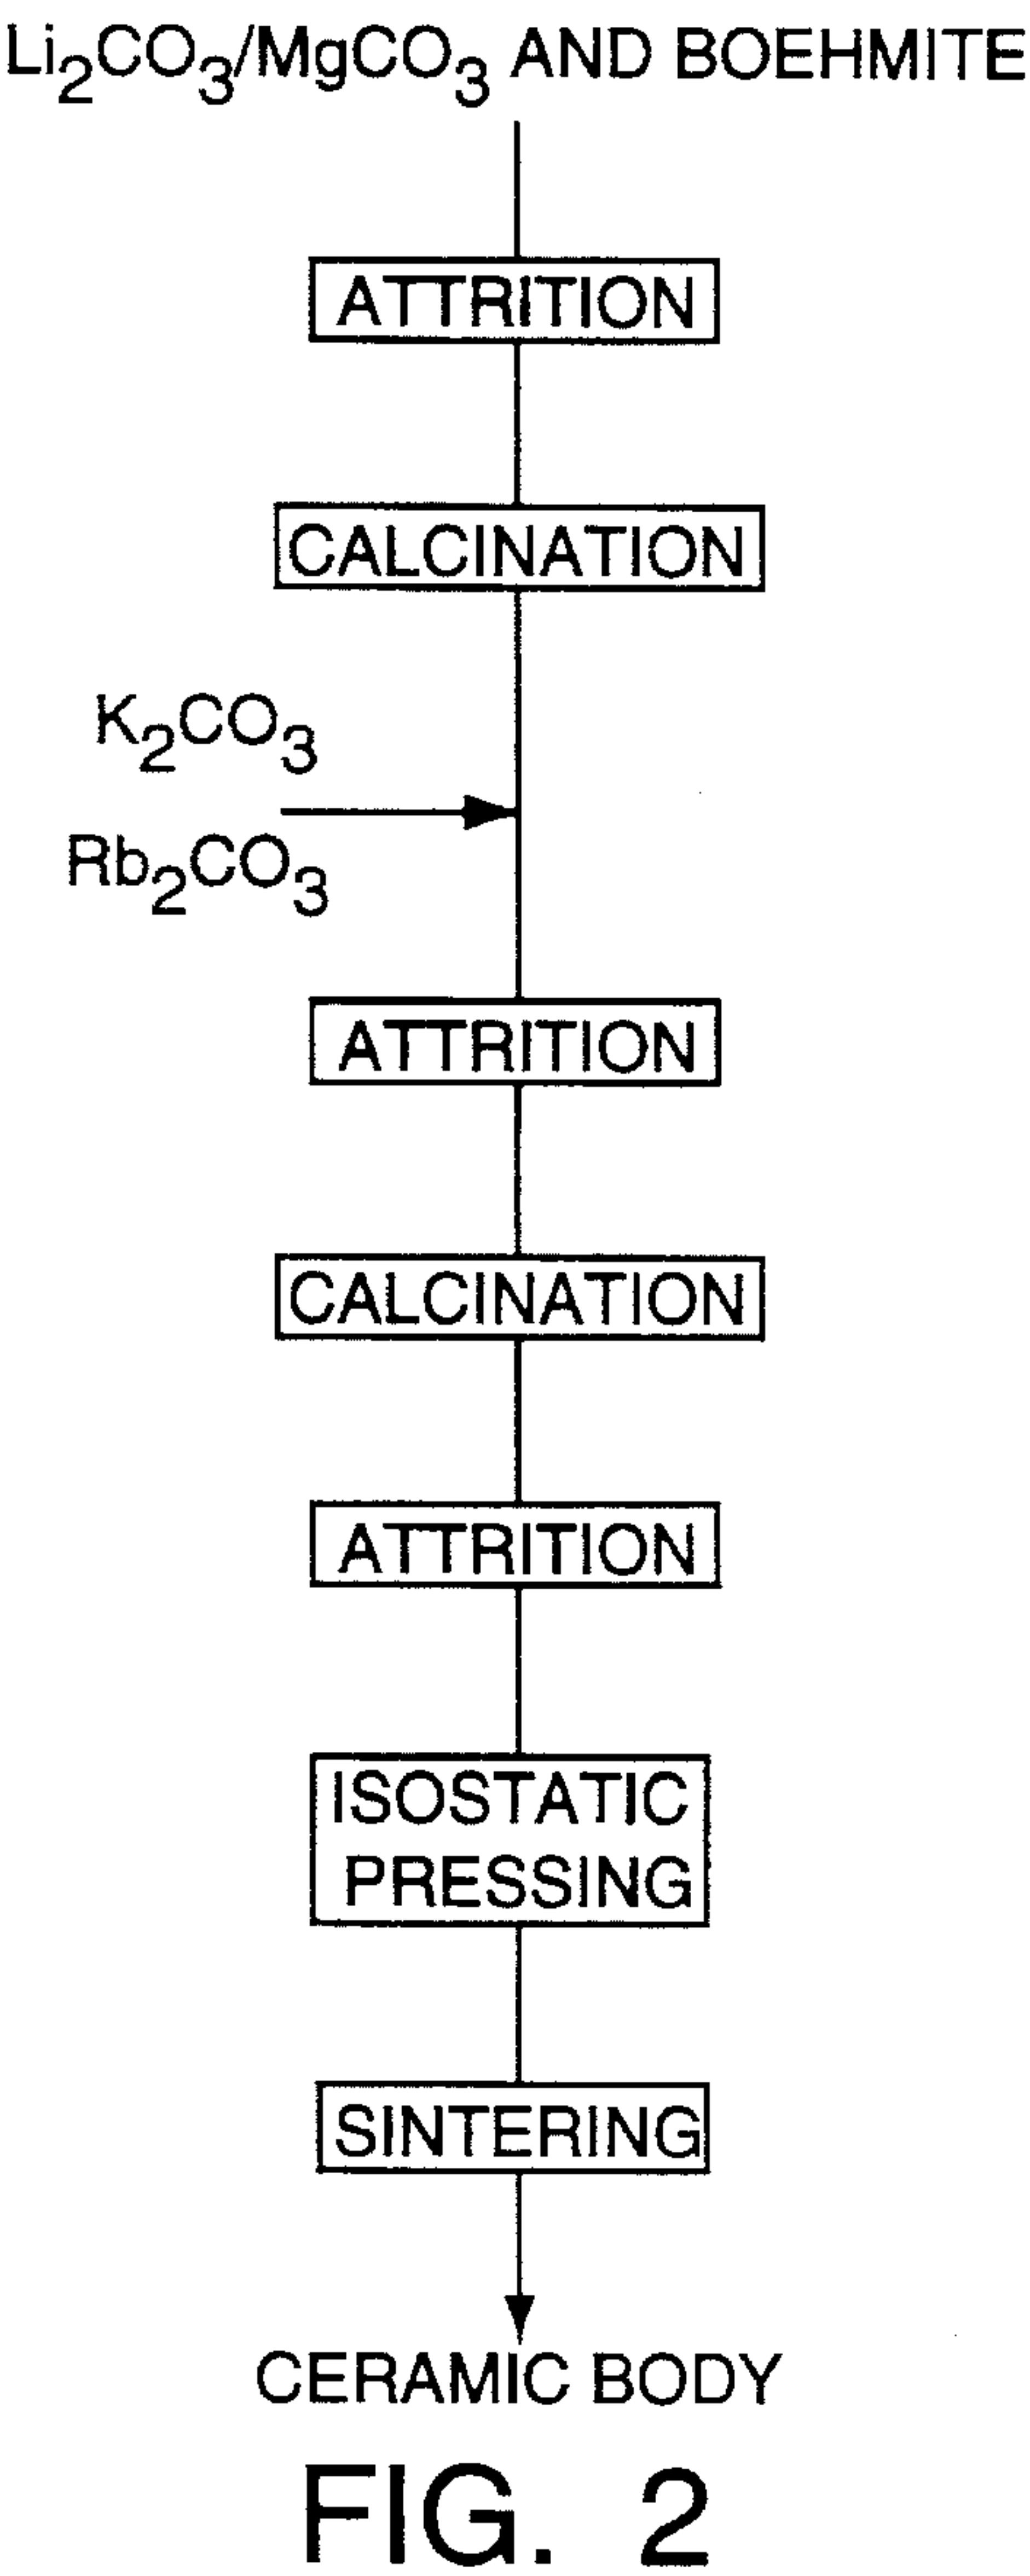 Li₂CO₃/MgCO₃ AND BOEHMITE
ATTRITION
CALCINATION
K₂CO₃
Rb₂CO₃
ATTRITION
CALCINATION
ATTRITION
ISOSTATIC
PRESSING
SINTERING
CERAMIC BODY
FIG. 2